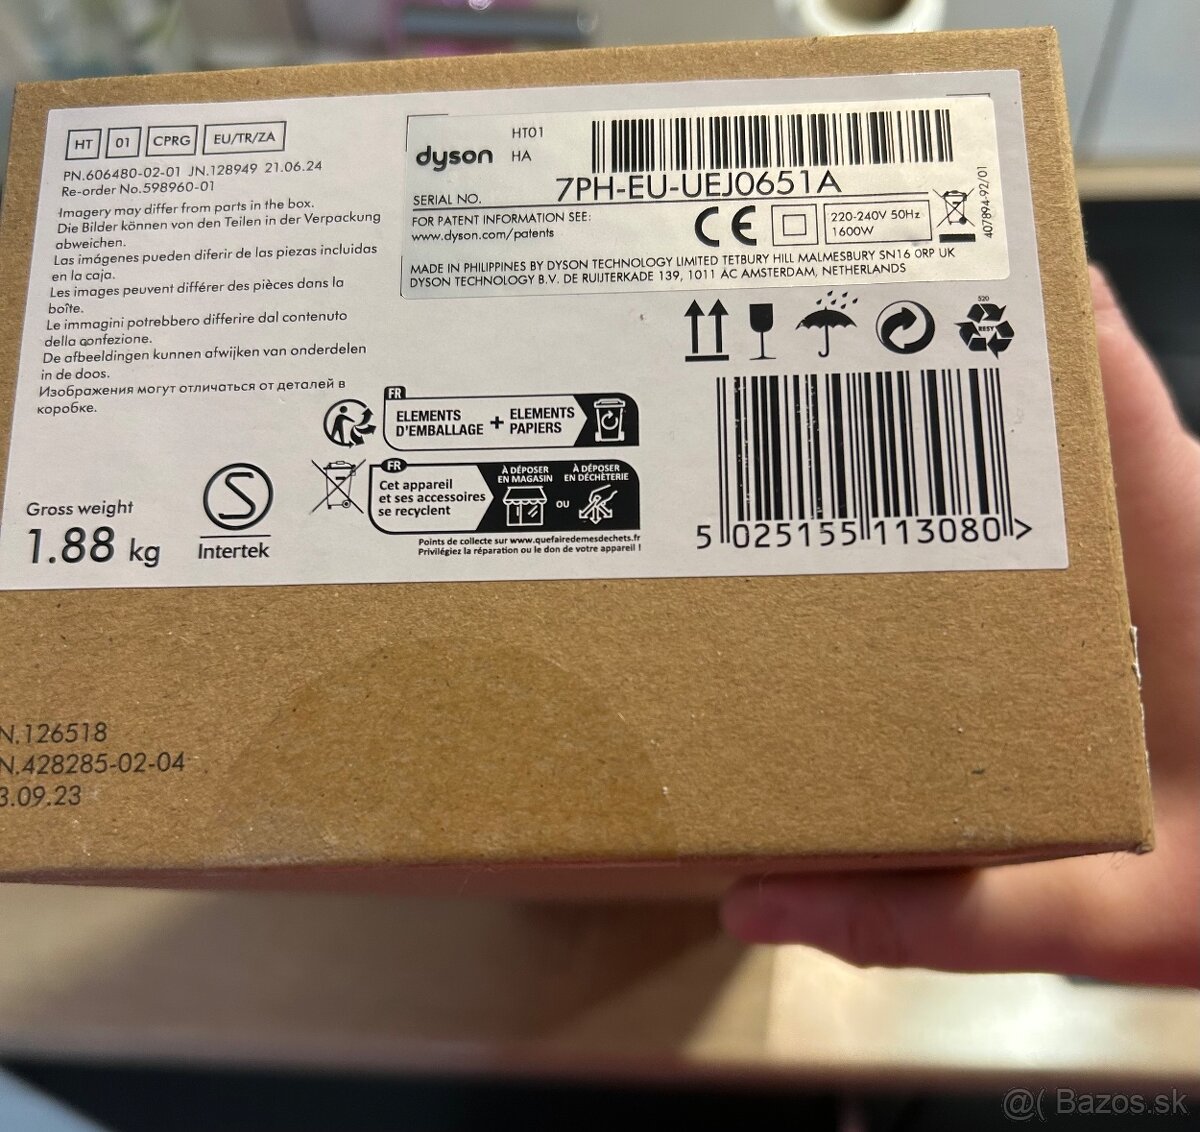 HT 01 CPRG EU/TR/ZA
PN.606480-02-01 JN.128949 21.06.24
Re-order No.598960-01
Imagery may differ from parts in the box.
Die Bilder können von den Teilen in der Verpackung
abweichen.
Las imágenes pueden diferir de las piezas incluidas
en la caja.
Les images peuvent différer des pièces dans la
boîte.
Le immagini potrebbero differire dal contenuto
della confezione.
De afbeeldingen kunnen afwijken van onderdelen
in de doos.
Изображения могут отличаться от деталей в
коробке.
Gross weight
1.88 kg
Intertek
dyson
HT01
HA
SERIAL NO.
7PH-EU-UEJ0651A
FOR PATENT INFORMATION SEE:
www.dyson.com/patents
CE
220-240V 50Hz
1600W
407894-92/01
MADE IN PHILIPPINES BY DYSON TECHNOLOGY LIMITED TETBURY HILL MALMESBURY SN16 0RP UK
DYSON TECHNOLOGY B.V. DE RUIJTERKADE 139, 1011 AC AMSTERDAM, NETHERLANDS
520
RESY
FR
ELEMENTS
D'EMBALLAGE
+
ELEMENTS
PAPIERS
FR
Cet appareil
et ses accessoires
se recyclent
À DÉPOSER
EN MAGASIN
OU
À DÉPOSER
EN DÉCHÈTERIE
Points de collecte sur www.quefairedemesdechets.fr
Privilégiez la réparation ou le don de votre appareil !
5 025155 113080 >
N.126518
N.428285-02-04
3.09.23
@( Bazos.sk